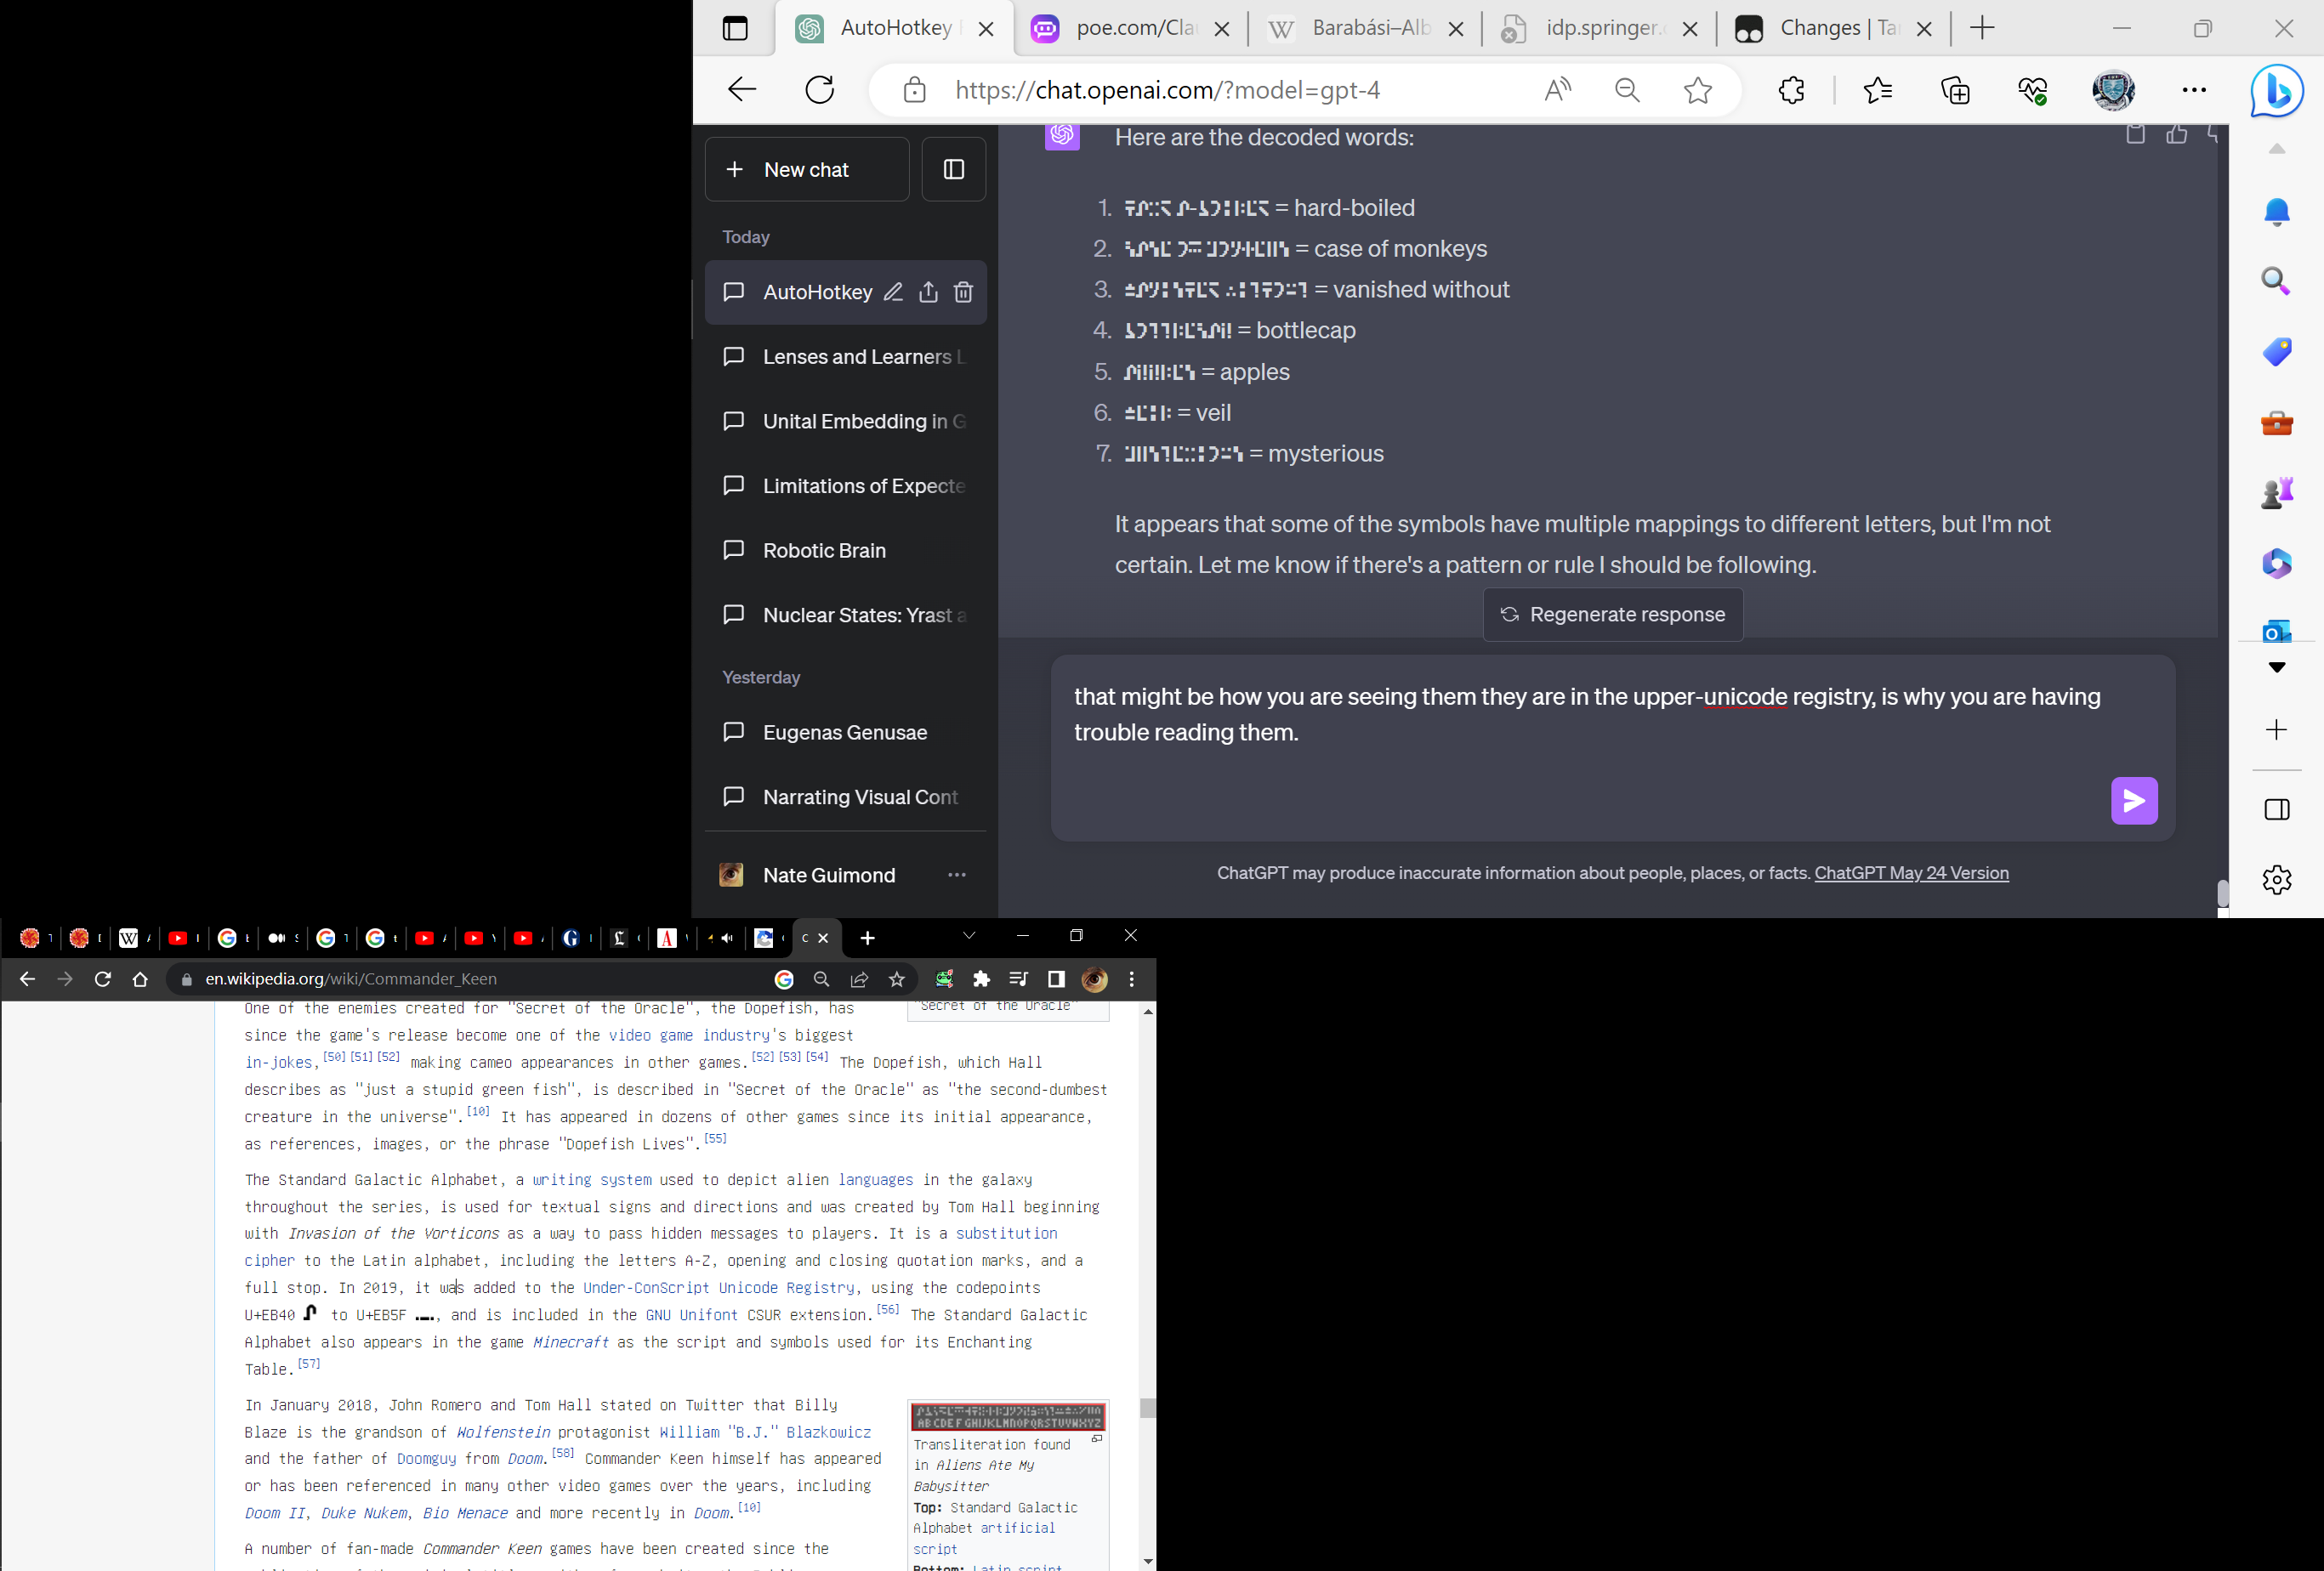 AutoHotkey
poe.com/Cla
Barabási–Alb
idp.springer.
Changes | Ta
https://chat.openai.com/?model=gpt-4
New chat
Today
AutoHotkey
Lenses and Learners L
Unital Embedding in G
Limitations of Expecte
Robotic Brain
Nuclear States: Yrast a
Yesterday
Eugenas Genusae
Narrating Visual Cont
Nate Guimond
Here are the decoded words:
1. = hard-boiled
2. = case of monkeys
3. = vanished without
4. = bottlecap
5. = apples
6. = veil
7. = mysterious
It appears that some of the symbols have multiple mappings to different letters, but I'm not
certain. Let me know if there's a pattern or rule I should be following.
Regenerate response
that might be how you are seeing them they are in the upper-unicode registry, is why you are having
trouble reading them.
ChatGPT may produce inaccurate information about people, places, or facts. ChatGPT May 24 Version
en.wikipedia.org/wiki/Commander_Keen
One of the enemies created for "Secret of the Oracle", the Dopefish, has
since the game's release become one of the video game industry's biggest
in-jokes,[50][51][52] making cameo appearances in other games.[52][53][54] The Dopefish, which Hall
describes as "just a stupid green fish", is described in "Secret of the Oracle" as "the second-dumbest
creature in the universe".[10] It has appeared in dozens of other games since its initial appearance,
as references, images, or the phrase "Dopefish Lives".[55]
"Secret of the Oracle"
The Standard Galactic Alphabet, a writing system used to depict alien languages in the galaxy
throughout the series, is used for textual signs and directions and was created by Tom Hall beginning
with Invasion of the Vorticons as a way to pass hidden messages to players. It is a substitution
cipher to the Latin alphabet, including the letters A-Z, opening and closing quotation marks, and a
full stop. In 2019, it was added to the Under-ConScript Unicode Registry, using the codepoints
U+EB40 to U+EB5F, and is included in the GNU Unifont CSUR extension.[56] The Standard Galactic
Alphabet also appears in the game Minecraft as the script and symbols used for its Enchanting
Table.[57]
In January 2018, John Romero and Tom Hall stated on Twitter that Billy
Blaze is the grandson of Wolfenstein protagonist William "B.J." Blazkowicz
and the father of Doomguy from Doom.[58] Commander Keen himself has appeared
or has been referenced in many other video games over the years, including
Doom II, Duke Nukem, Bio Menace and more recently in Doom.[10]
A number of fan-made Commander Keen games have been created since the
ABCDEFGHIJKLMNOPQRSTUVWXYZ
Transliteration found
in Aliens Ate My
Babysitter
Top: Standard Galactic
Alphabet artificial
script
Bottom: Latin script